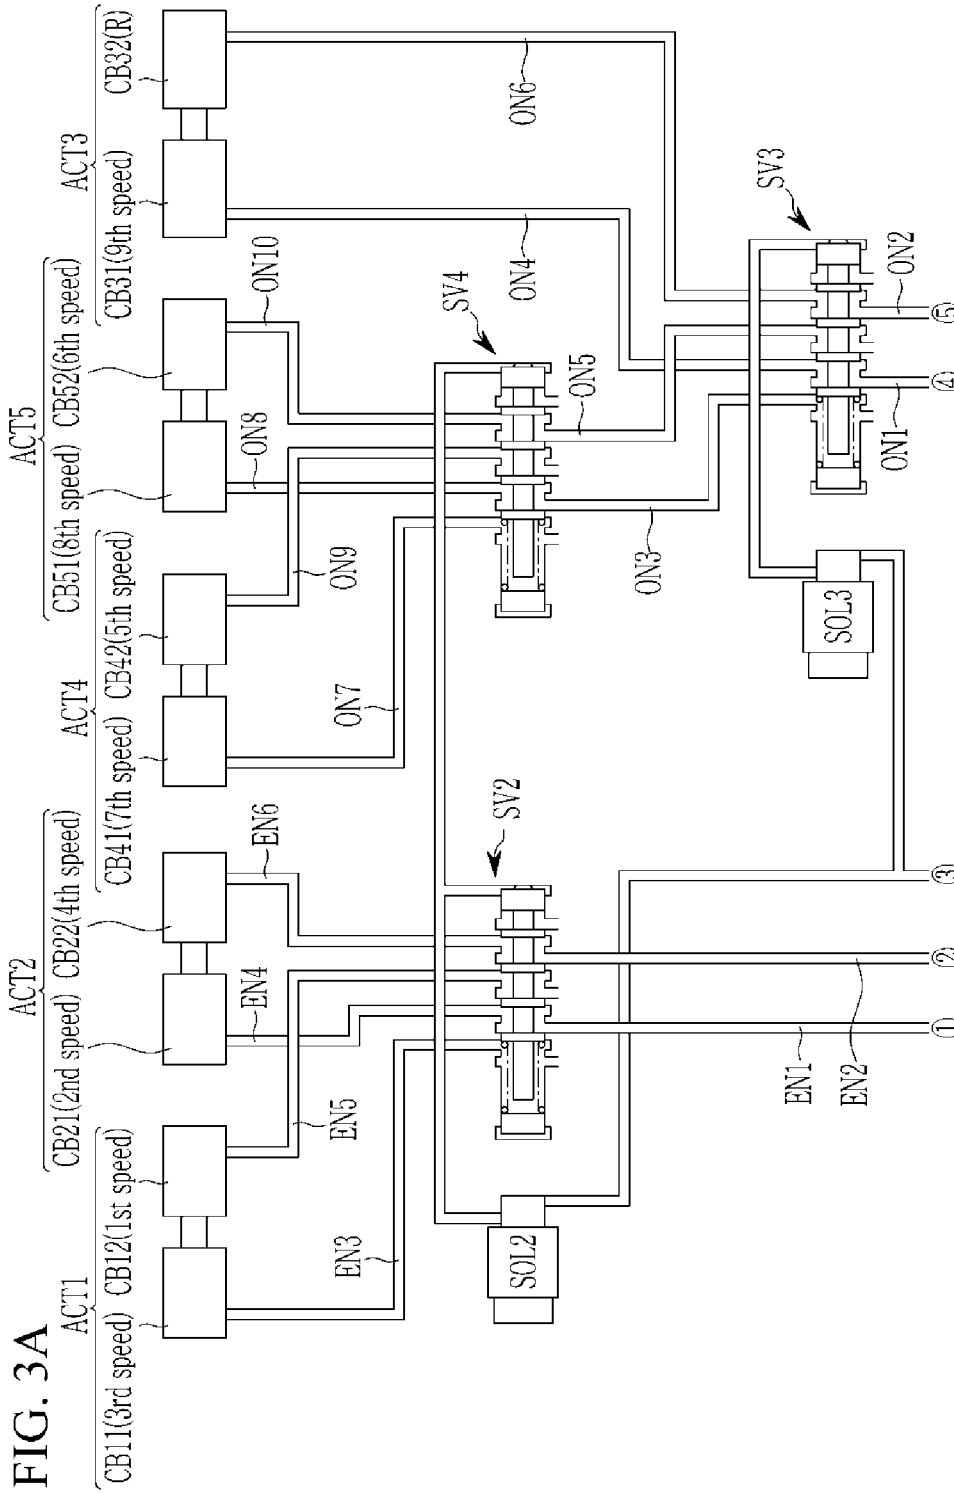 FIG. 3A
ACT1
CB11(3rd speed) CB12(1st speed)
ACT2
CB21(2nd speed) CB22(4th speed)
ACT4
CB41(7th speed) CB42(5th speed)
ACT5
CB51(8th speed) CB52(6th speed)
ACT3
CB31(9th speed) CB32(R)
EN3
EN5
EN4
EN6
ON7
ON9
ON8
ON10
ON4
ON6
SOL2
SV2
SV4
ON3
ON5
SOL3
SV3
EN1
EN2
ON1
ON2
①
②
③
④
⑤